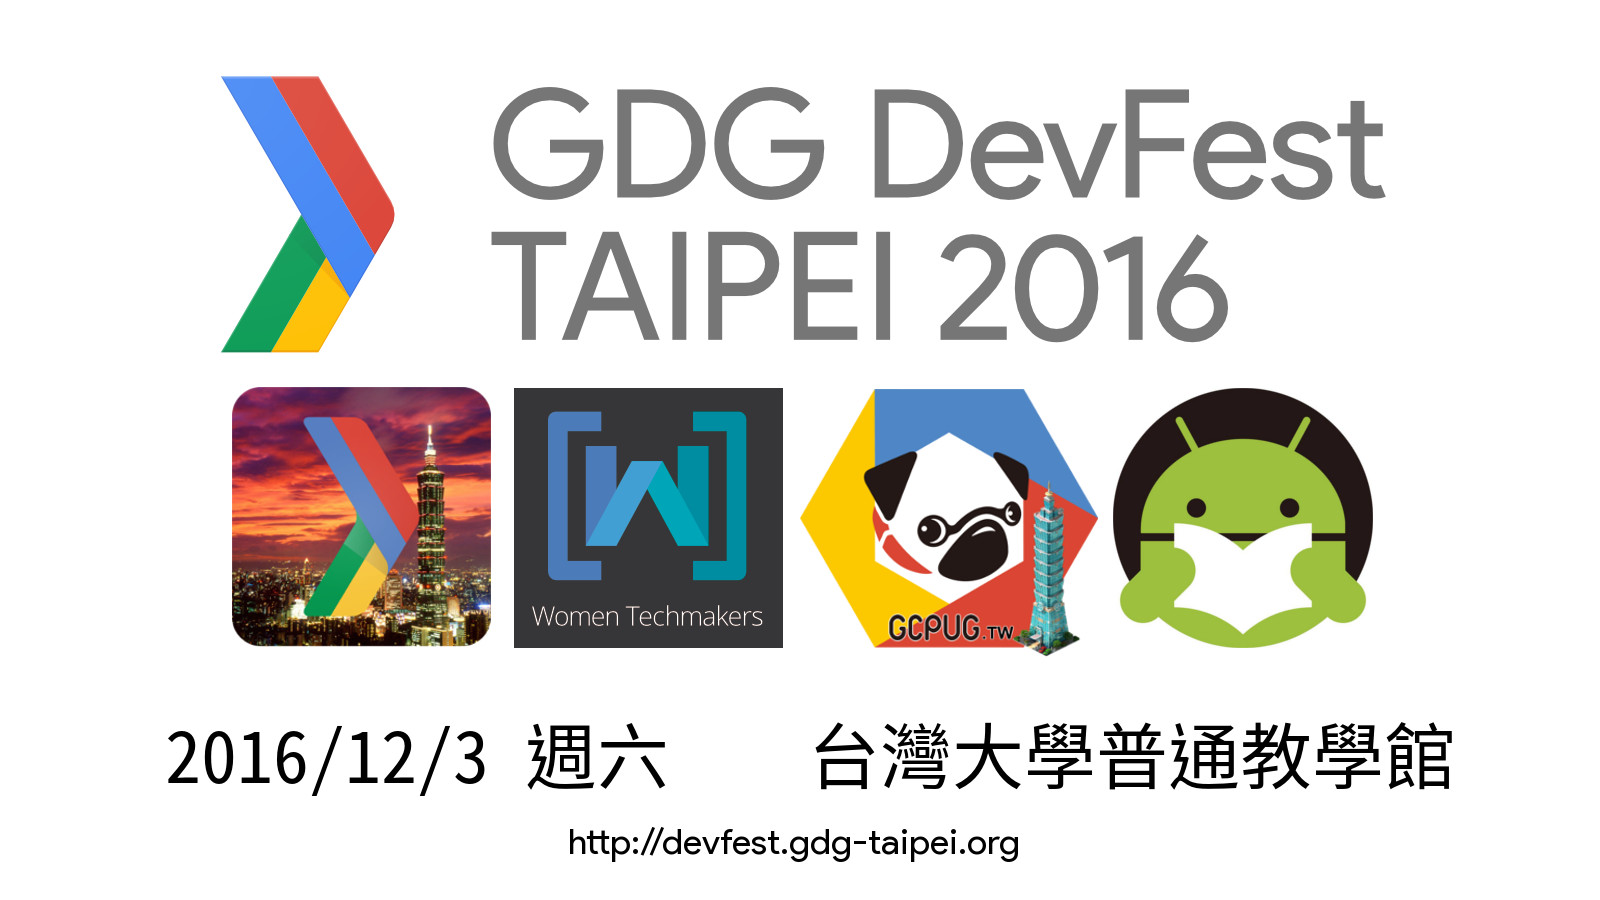 GDG DevFest
TAIPEI 2016
Women Techmakers
GCPUG.TW
2016/12/3 週六 台灣大學普通教學館
http://devfest.gdg-taipei.org